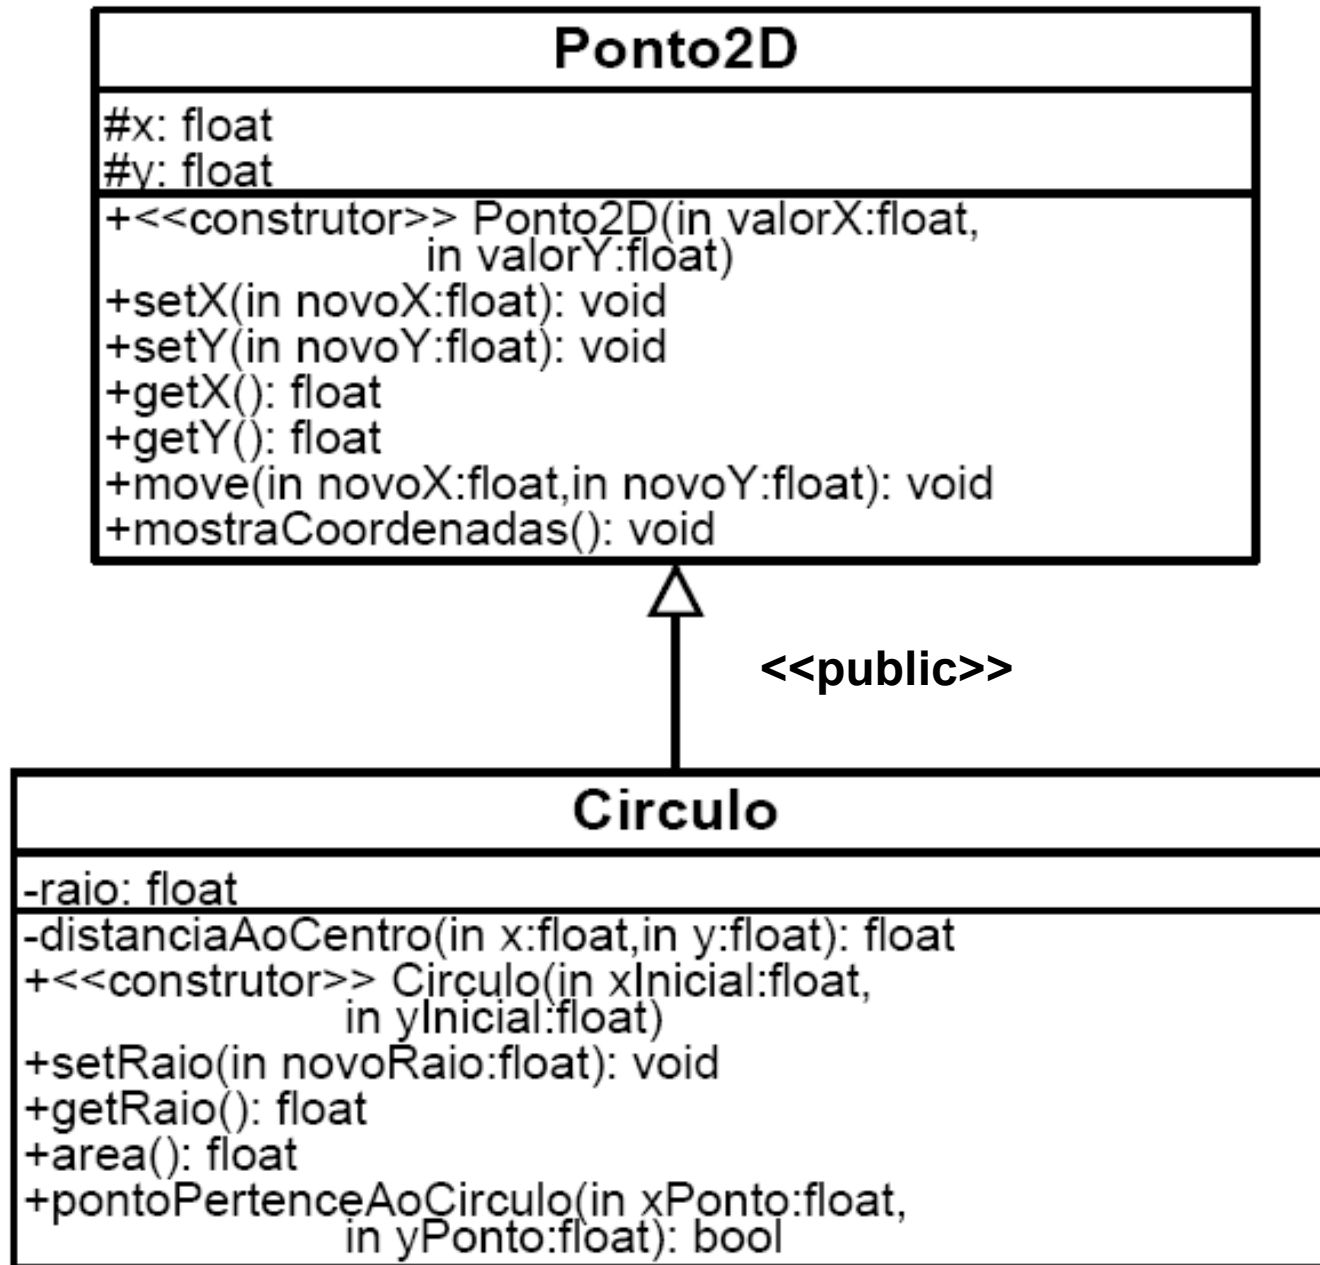 Ponto2D
#x: float
#y: float
+<<construtor>> Ponto2D(in valorX:float,
in valorY:float)
+setX(in novoX:float): void
+setY(in novoY:float): void
+getX(): float
+getY(): float
+move(in novoX:float,in novoY:float): void
+mostraCoordenadas(): void
<<public>>
Circulo
-raio: float
-distanciaAoCentro(in x:float,in y:float): float
+<<construtor>> Circulo(in xInicial:float,
in yInicial:float)
+setRaio(in novoRaio:float): void
+getRaio(): float
+area(): float
+pontoPertenceAoCirculo(in xPonto:float,
in yPonto:float): bool